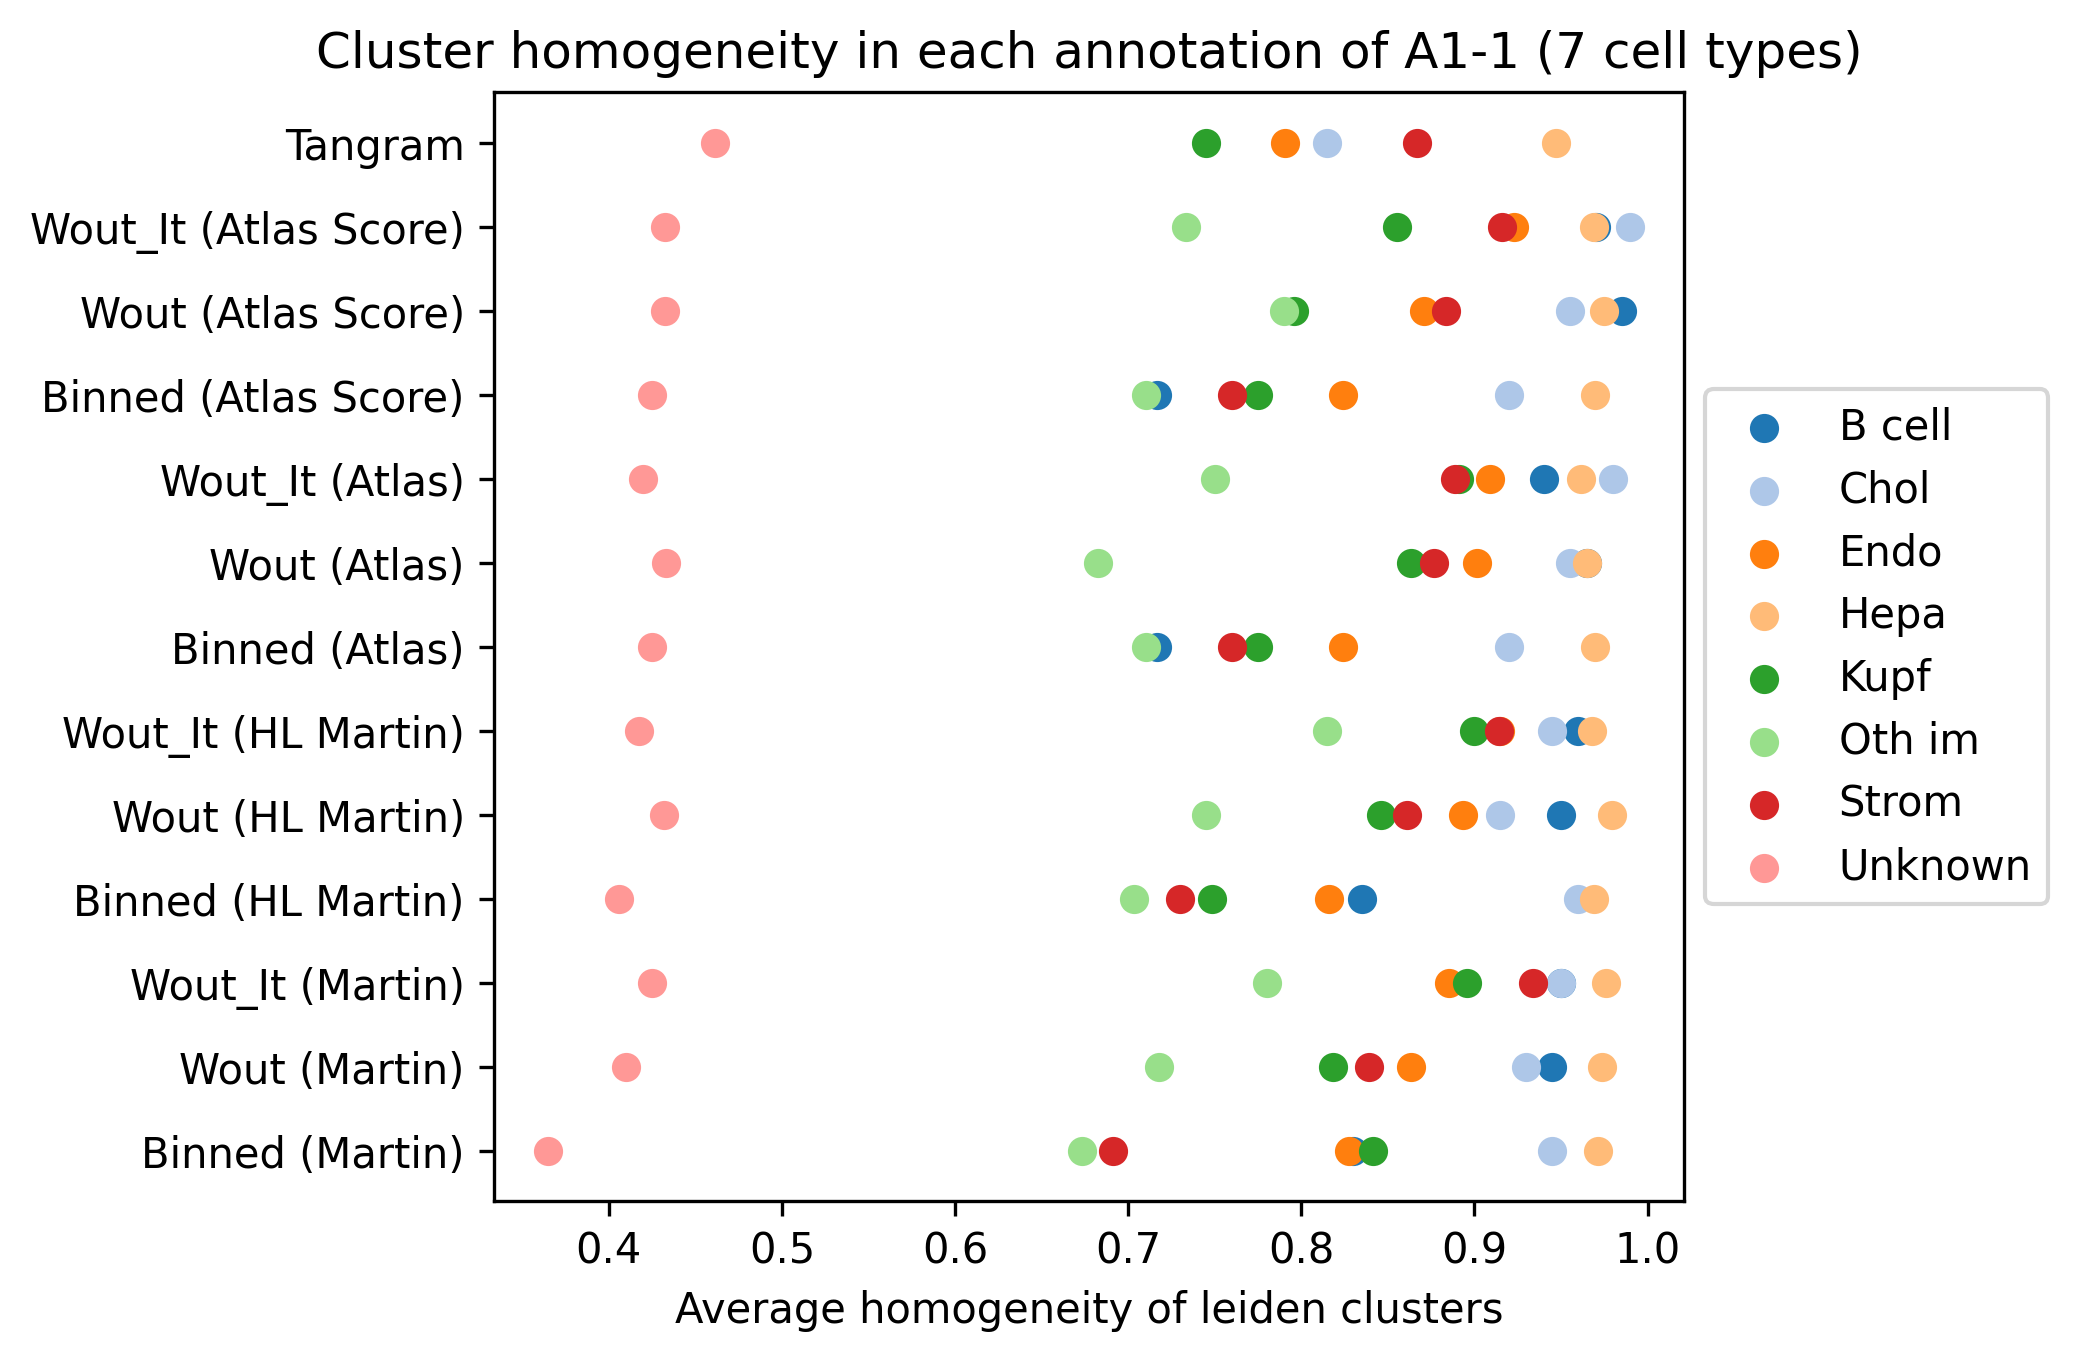 Cluster homogeneity in each annotation of A1-1 (7 cell types)
Tangram
Wout_It (Atlas Score)
Wout (Atlas Score)
Binned (Atlas Score)
Wout_It (Atlas)
Wout (Atlas)
Binned (Atlas)
Wout_It (HL Martin)
Wout (HL Martin)
Binned (HL Martin)
Wout_It (Martin)
Wout (Martin)
Binned (Martin)
0.4 0.5 0.6 0.7 0.8 0.9 1.0
Average homogeneity of leiden clusters
B cell
Chol
Endo
Hepa
Kupf
Oth im
Strom
Unknown